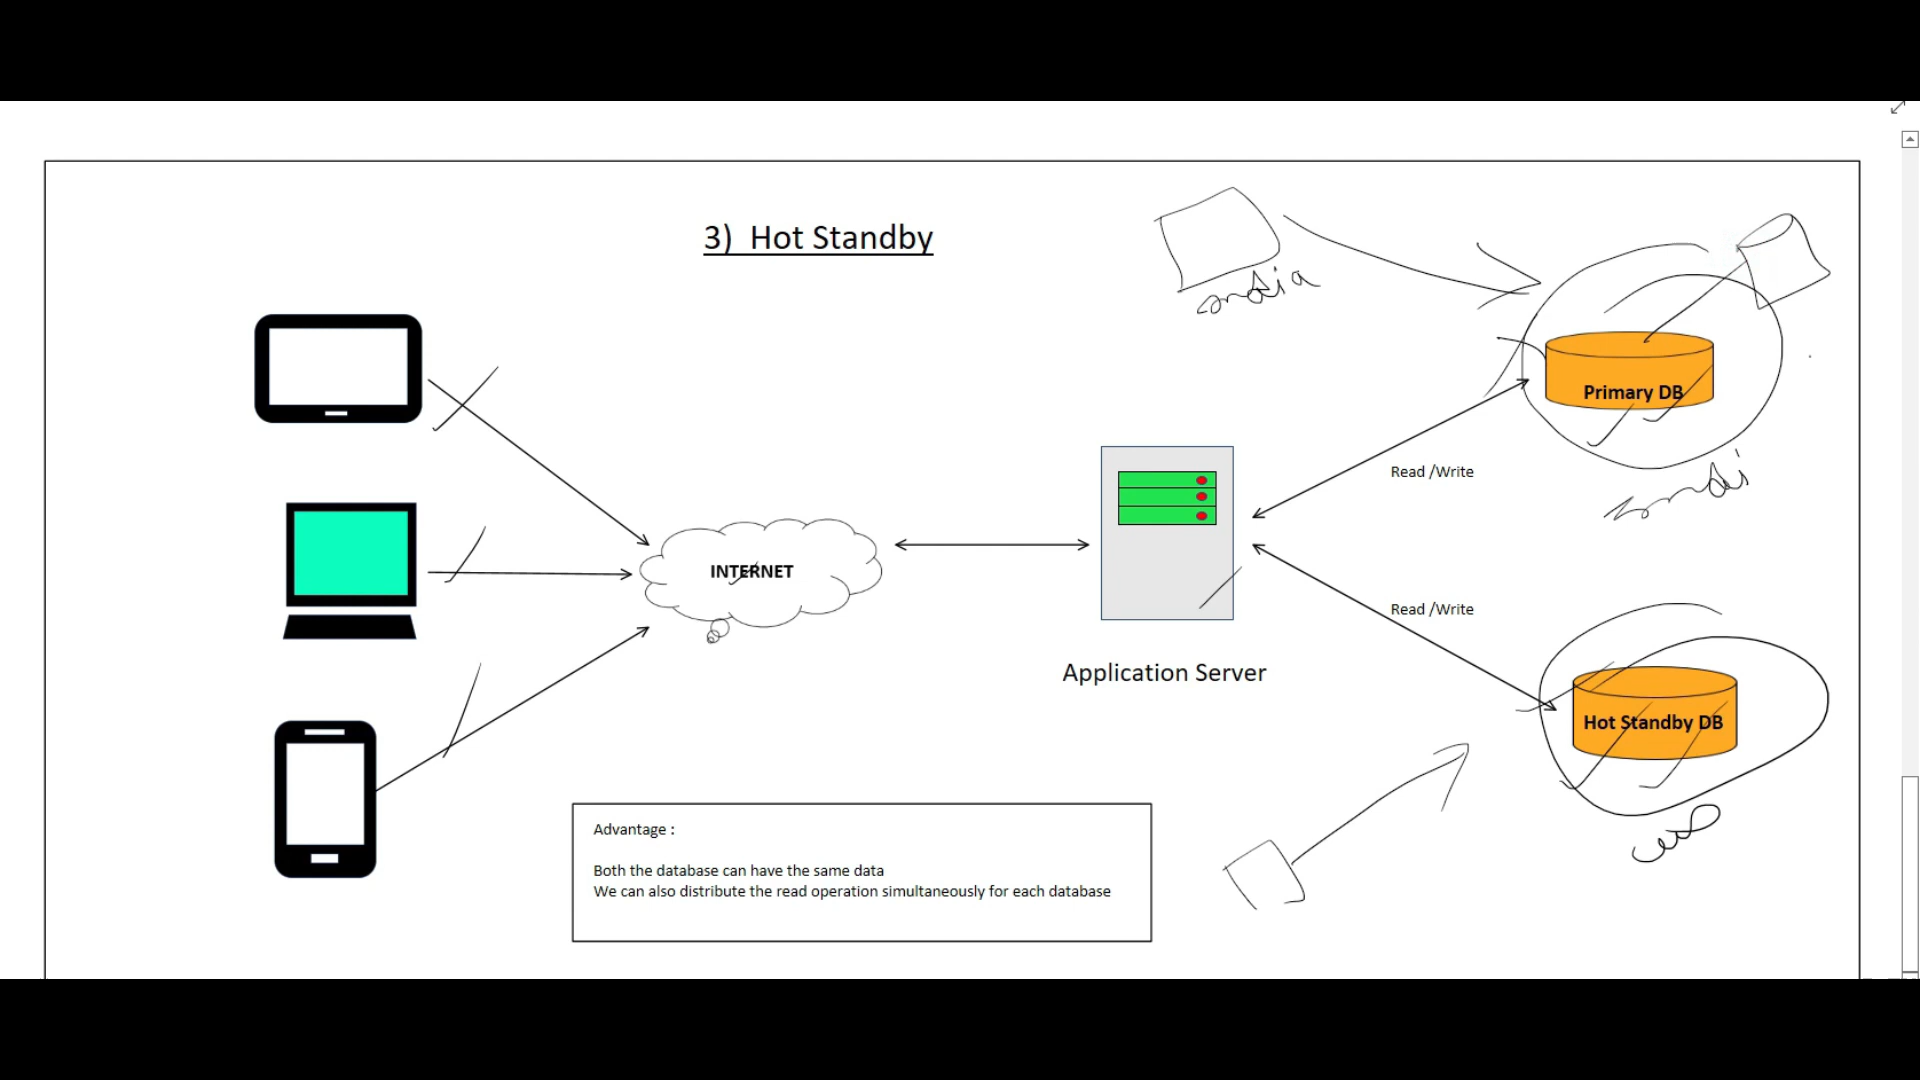 3) Hot Standby
India
Primary DB
Read /Write
INTERNET
Read /Write
Application Server
Hot Standby DB
Advantage :
Both the database can have the same data
We can also distribute the read operation simultaneously for each database